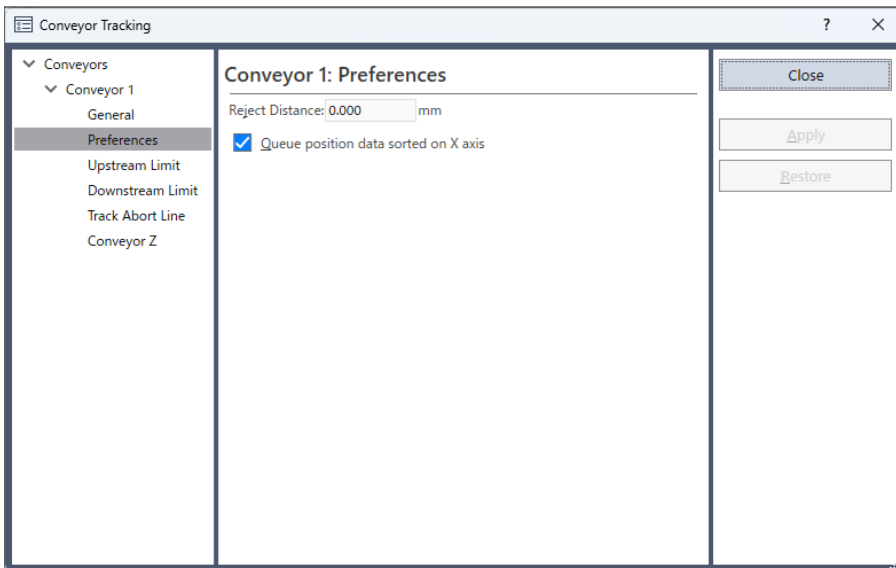 Conveyor Tracking
?
Conveyors
Conveyor 1
General
Preferences
Upstream Limit
Downstream Limit
Track Abort Line
Conveyor Z
Conveyor 1: Preferences
Reject Distance: 0.000 mm
Queue position data sorted on X axis
Close
Apply
Restore